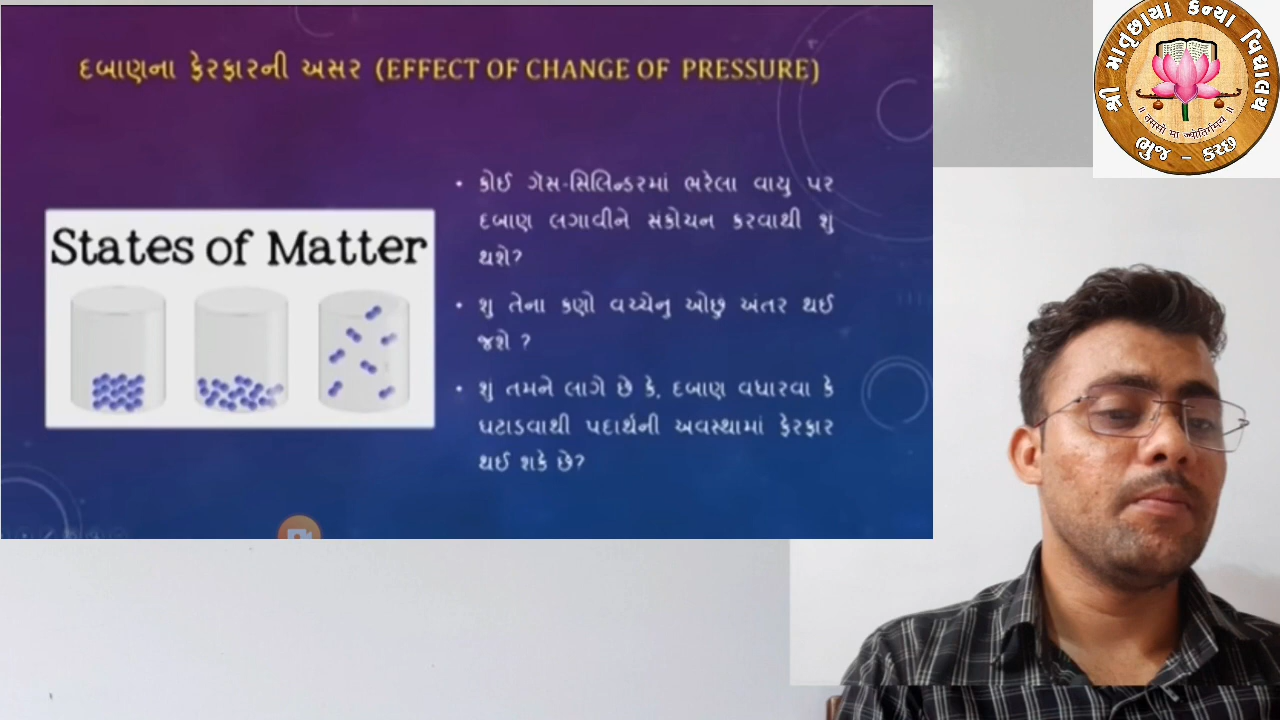 દબાણના ફેરફારની અસર (EFFECT OF CHANGE OF PRESSURE)
States of Matter
• કોઈ ગૅસ-સિલિન્ડરમાં ભરેલા વાયુ પર
દબાણ લગાવીને સંકોચન કરવાથી શું
થશે?
• શુ તેના કણો વચ્ચેનુ ઓછુ અંતર થઈ
જશે ?
• શું તમને લાગે છે કે, દબાણ વધારવા કે
ઘટાડવાથી પદાર્થની અવસ્થામાં ફેરફાર
થઈ શકે છે?
શ્રી માતૃછાયા કન્યા વિદ્યાલય
॥ तमसो मा ज्योतिर्गमय ॥
ભુજ - કચ્છ